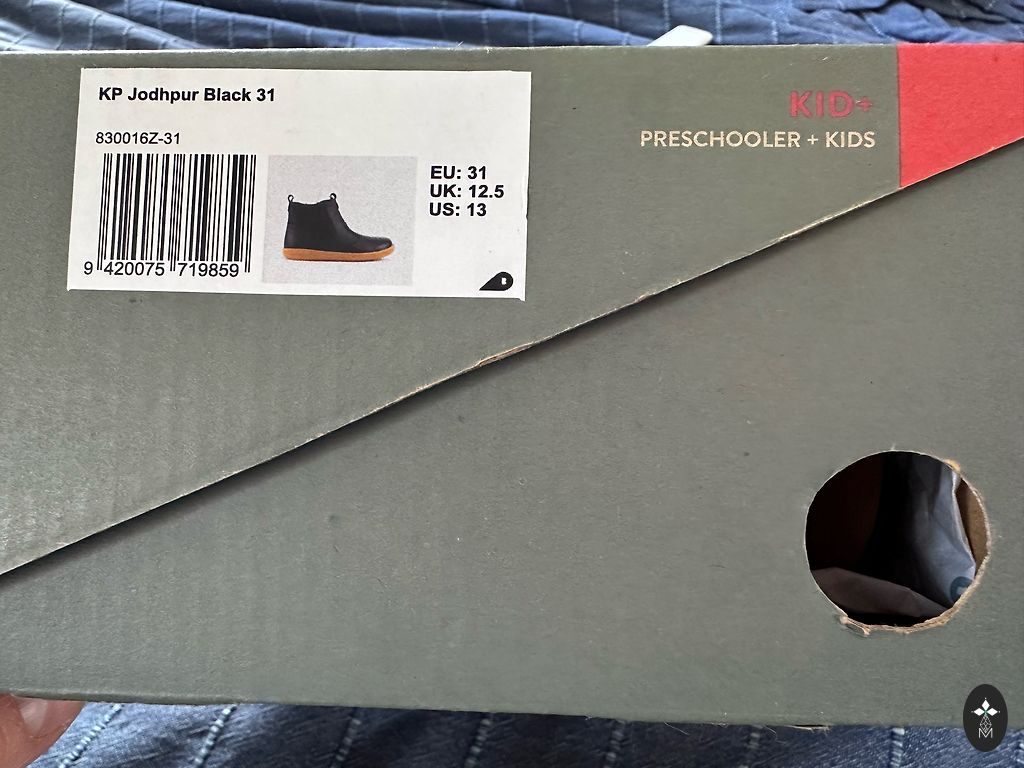 KP Jodhpur Black 31
830016Z-31
9 420075 719859
EU: 31
UK: 12.5
US: 13
KID+
PRESCHOOLER + KIDS
B
M